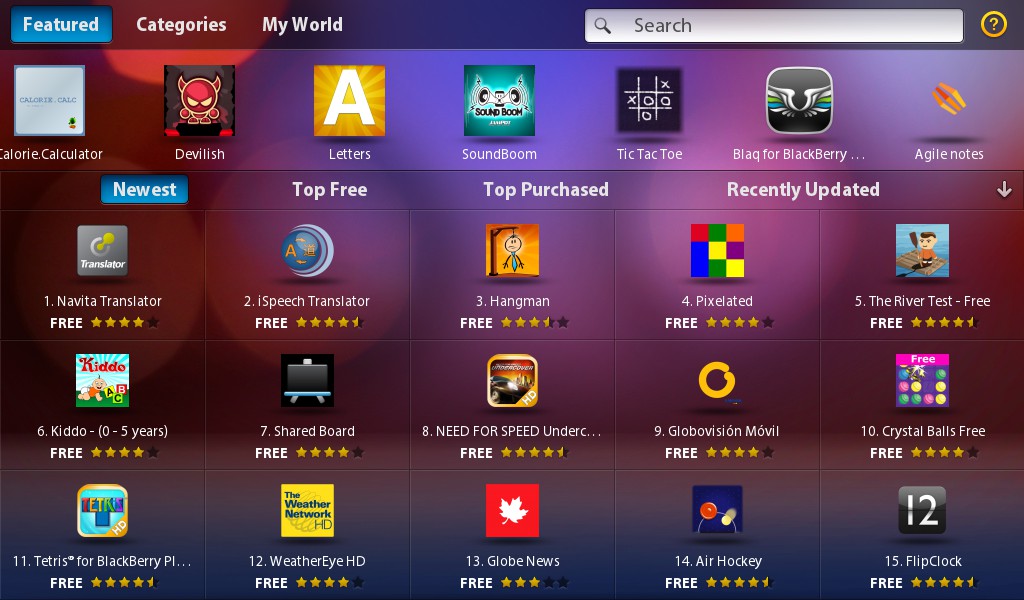 Featured Categories My World Search ?
CALORIE.CALC A SOUND BOOM
Calorie.Calculator Devilish Letters SoundBoom Tic Tac Toe Blaq for BlackBerry ... Agile notes
Newest Top Free Top Purchased Recently Updated
Translator A 道
1. Navita Translator 2. iSpeech Translator 3. Hangman 4. Pixelated 5. The River Test - Free
FREE FREE FREE FREE FREE
Kiddo A B C UNDERCOVER HD Free
6. Kiddo - (0 - 5 years) 7. Shared Board 8. NEED FOR SPEED Underc... 9. Globovisión Móvil 10. Crystal Balls Free
FREE FREE FREE FREE FREE
TETRIS HD The Weather Network HD 12
11. Tetris® for BlackBerry Pl... 12. WeatherEye HD 13. Globe News 14. Air Hockey 15. FlipClock
FREE FREE FREE FREE FREE